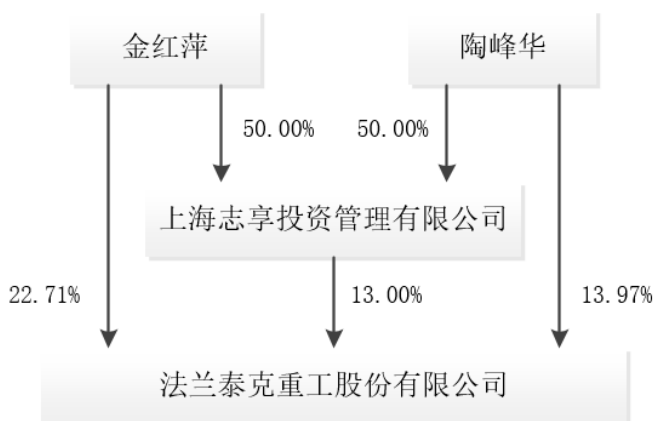 金红萍
陶峰华
50.00%
50.00%
上海志享投资管理有限公司
22.71%
13.00%
13.97%
法兰泰克重工股份有限公司